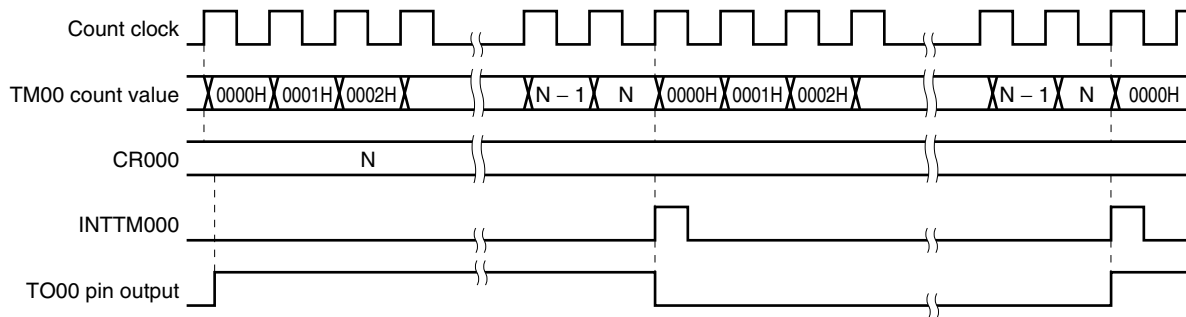 Count clock
TM00 count value 0000H 0001H 0002H N – 1 N 0000H 0001H 0002H N – 1 N 0000H
CR000 N
INTTM000
TO00 pin output